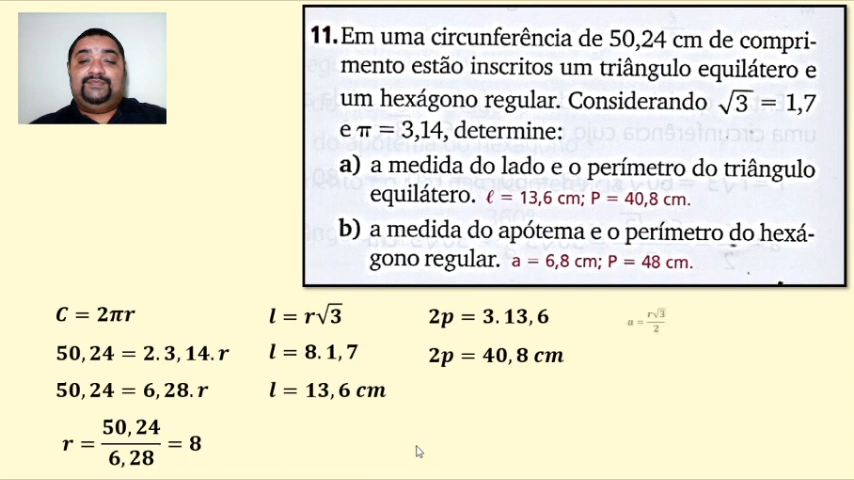 11. Em uma circunferência de 50,24 cm de compri-
mento estão inscritos um triângulo equilátero e
um hexágono regular. Considerando √3 = 1,7
e π = 3,14, determine:
a) a medida do lado e o perímetro do triângulo
equilátero. ℓ = 13,6 cm; P = 40,8 cm.
b) a medida do apótema e o perímetro do hexá-
gono regular. a = 6,8 cm; P = 48 cm.
C = 2πr
50,24 = 2.3,14.r
50,24 = 6,28.r
r = 50,24/6,28 = 8
l = r√3
l = 8.1,7
l = 13,6 cm
2p = 3.13,6
2p = 40,8 cm
a = r√3/2